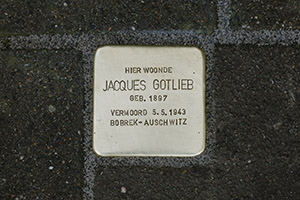 HIER WOONDE
JACQUES GOTLIEB
GEB. 1897
VERMOORD 5.5.1943
BOBREK-AUSCHWITZ